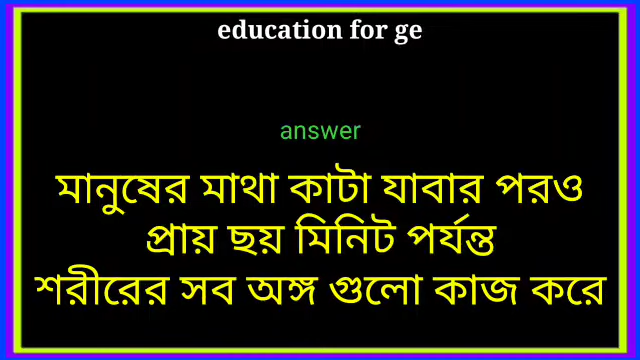 education for ge
answer
মানুষের মাথা কাটা যাবার পরও
প্রায় ছয় মিনিট পর্যন্ত
শরীরের সব অঙ্গ গুলো কাজ করে